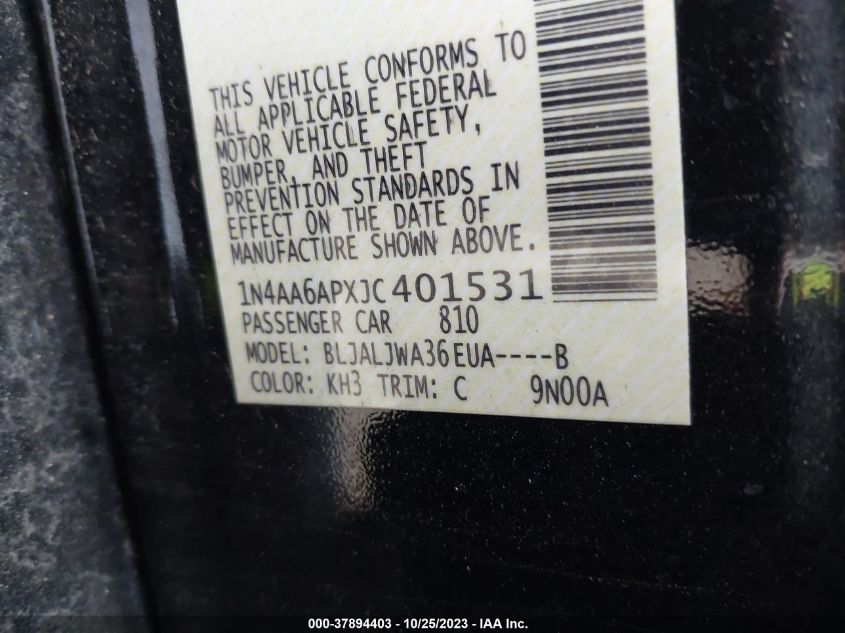 THIS VEHICLE CONFORMS TO
ALL APPLICABLE FEDERAL
MOTOR VEHICLE SAFETY,
BUMPER, AND THEFT
PREVENTION STANDARDS IN
EFFECT ON THE DATE OF
MANUFACTURE SHOWN ABOVE.
1N4AA6APXJC401531
PASSENGER CAR 810
MODEL: BLJALJWA36EUA----B
COLOR: KH3 TRIM: C 9N00A
000-37894403 - 10/25/2023 - IAA Inc.